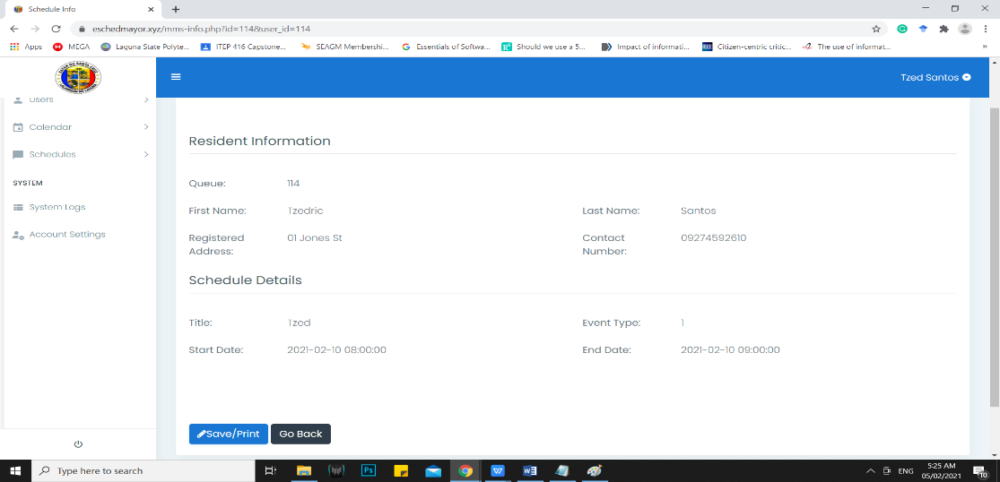 Schedule Info
eschedmayor.xyz/mms-info.php?id=114&user_id=114
Apps MEGA Laguna State Polyte... ITEP 416 Capstone... SEAGM Membershi... Essentials of Softwa... Should we use a 5... Impact of informati... Citizen-centric critic... The use of informat... »
Tzed Santos
Users
Calendar
Schedules
SYSTEM
System Logs
Account Settings
Resident Information
Queue: 114
First Name: Tzedric Last Name: Santos
Registered Address: 01 Jones St Contact Number: 09274592610
Schedule Details
Title: Tzed Event Type: 1
Start Date: 2021-02-10 08:00:00 End Date: 2021-02-10 09:00:00
Save/Print Go Back
Type here to search
ENG
5:25 AM
05/02/2021
10